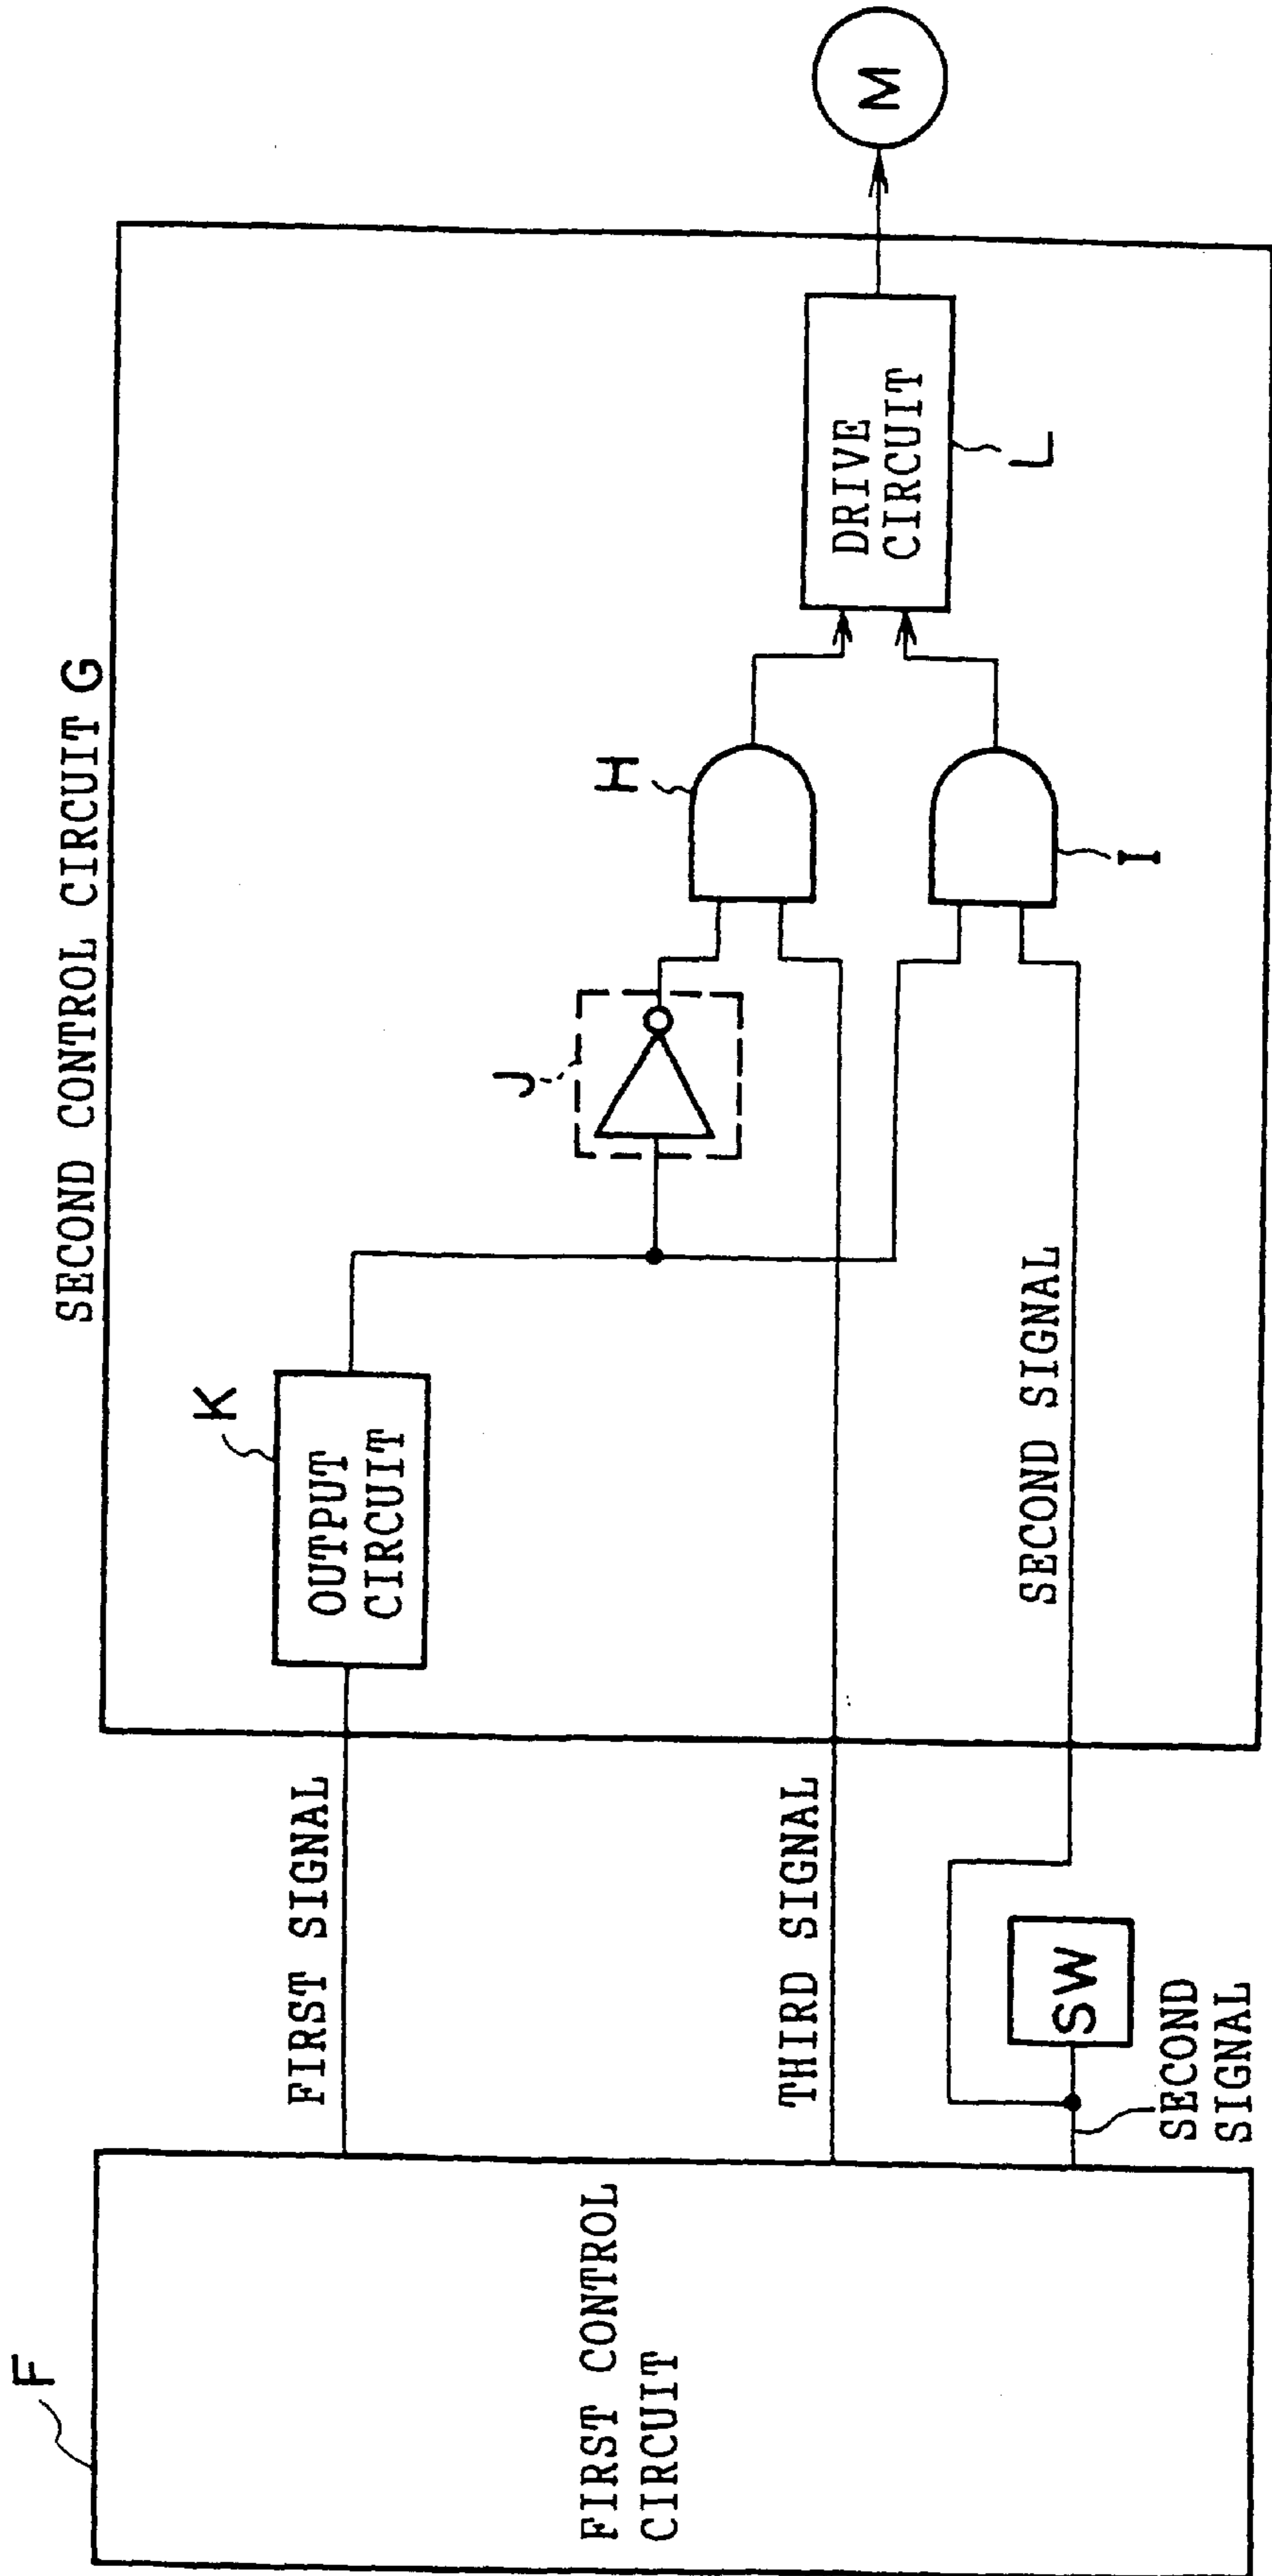 F
FIRST CONTROL
CIRCUIT
FIRST SIGNAL
THIRD SIGNAL
SW
SECOND
SIGNAL
SECOND CONTROL CIRCUIT G
K
OUTPUT
CIRCUIT
SECOND SIGNAL
J
H
I
DRIVE
CIRCUIT
L
M